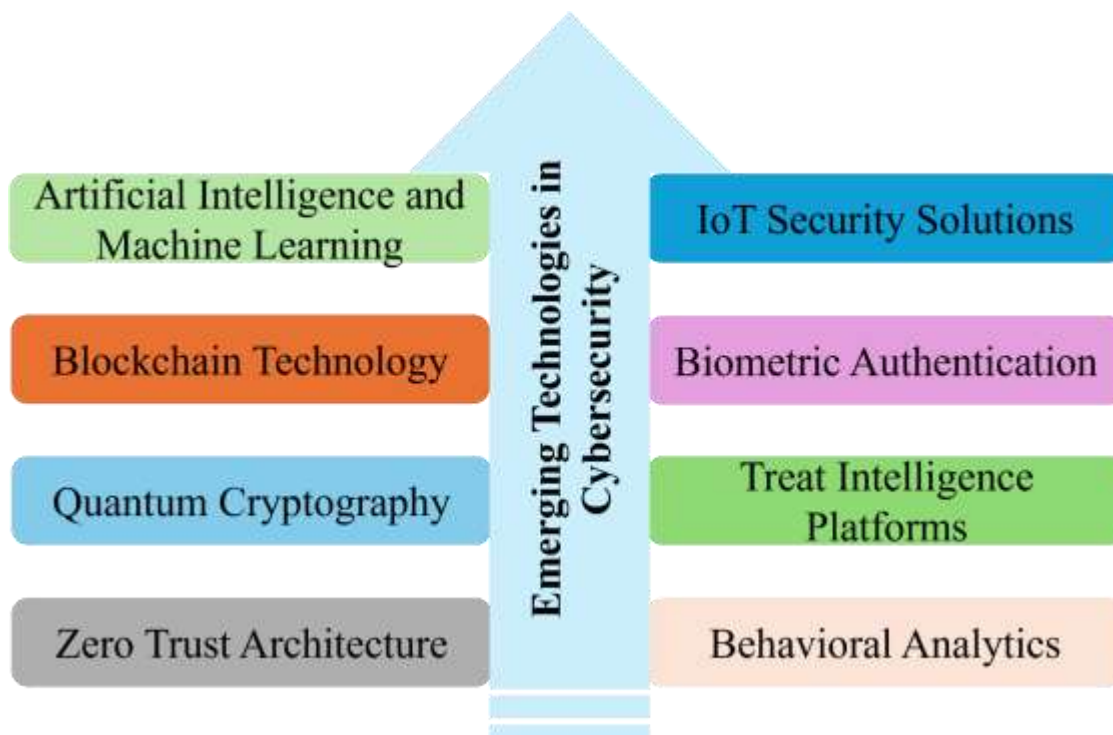 Artificial Intelligence and
Machine Learning
Blockchain Technology
Quantum Cryptography
Zero Trust Architecture
Emerging Technologies in
Cybersecurity
IoT Security Solutions
Biometric Authentication
Treat Intelligence
Platforms
Behavioral Analytics